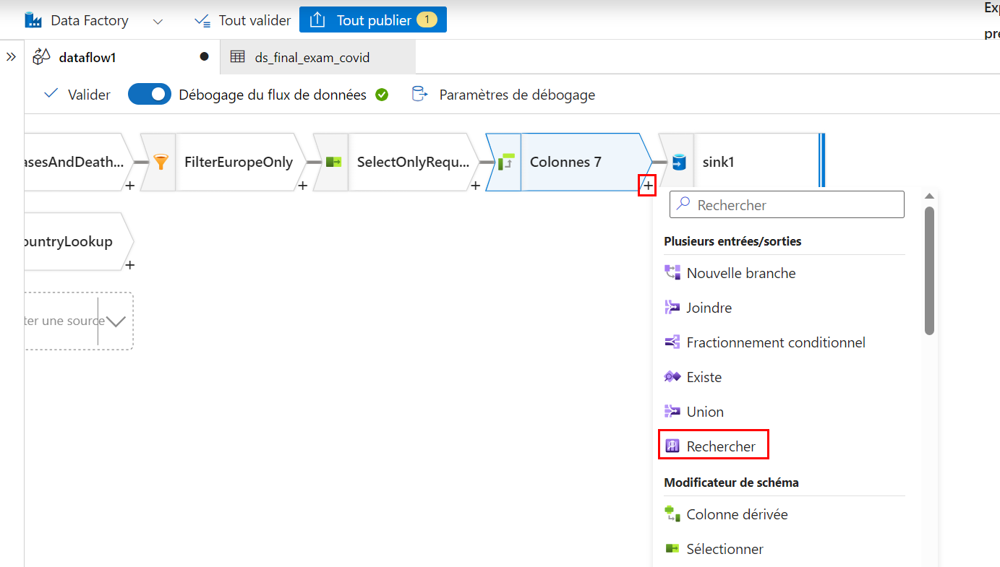 Data Factory
Tout valider
Tout publier 1
Ex
pré
dataflow1
ds_final_exam_covid
Valider
Débogage du flux de données
Paramètres de débogage
asesAndDeath...
FilterEuropeOnly
SelectOnlyRequ...
Colonnes 7
sink1
ountryLookup
ter une source
Rechercher
Plusieurs entrées/sorties
Nouvelle branche
Joindre
Fractionnement conditionnel
Existe
Union
Rechercher
Modificateur de schéma
Colonne dérivée
Sélectionner